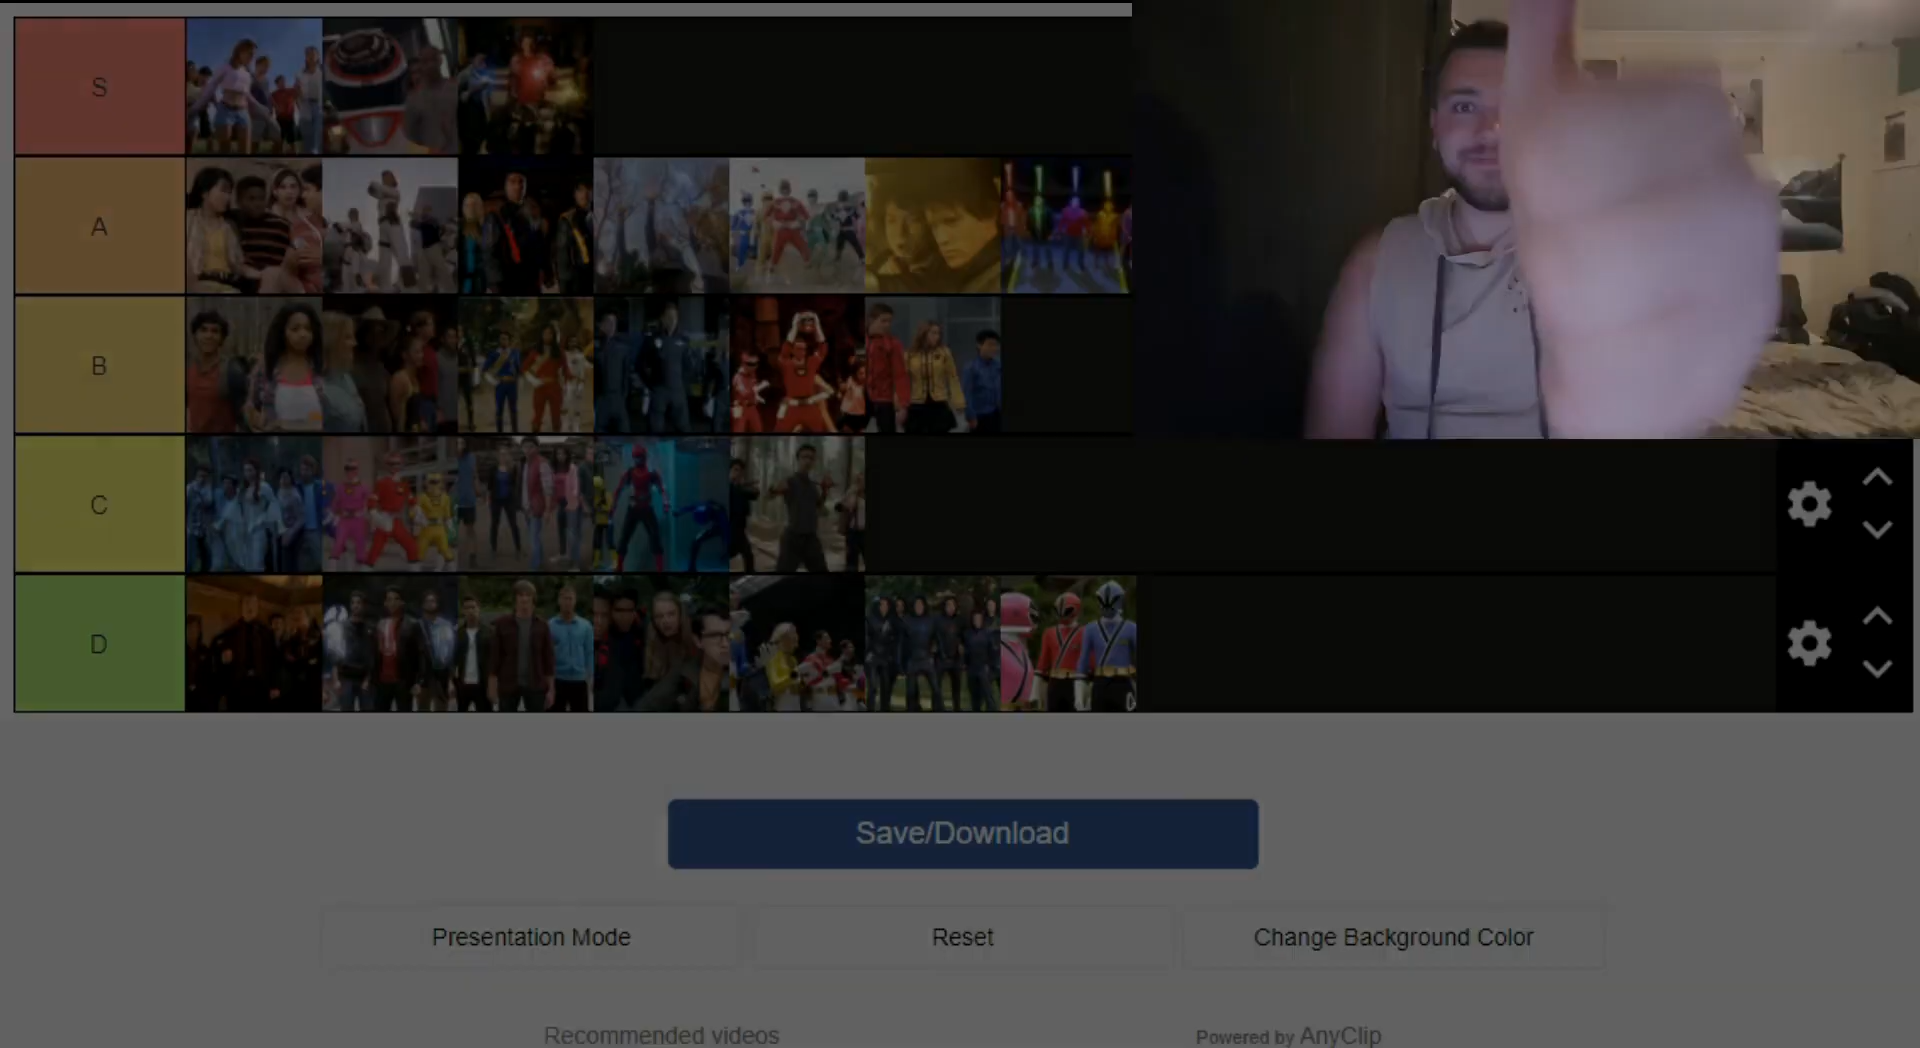 S
A
B
C
D
Save/Download
Presentation Mode
Reset
Change Background Color
Recommended videos
Powered by AnyClip